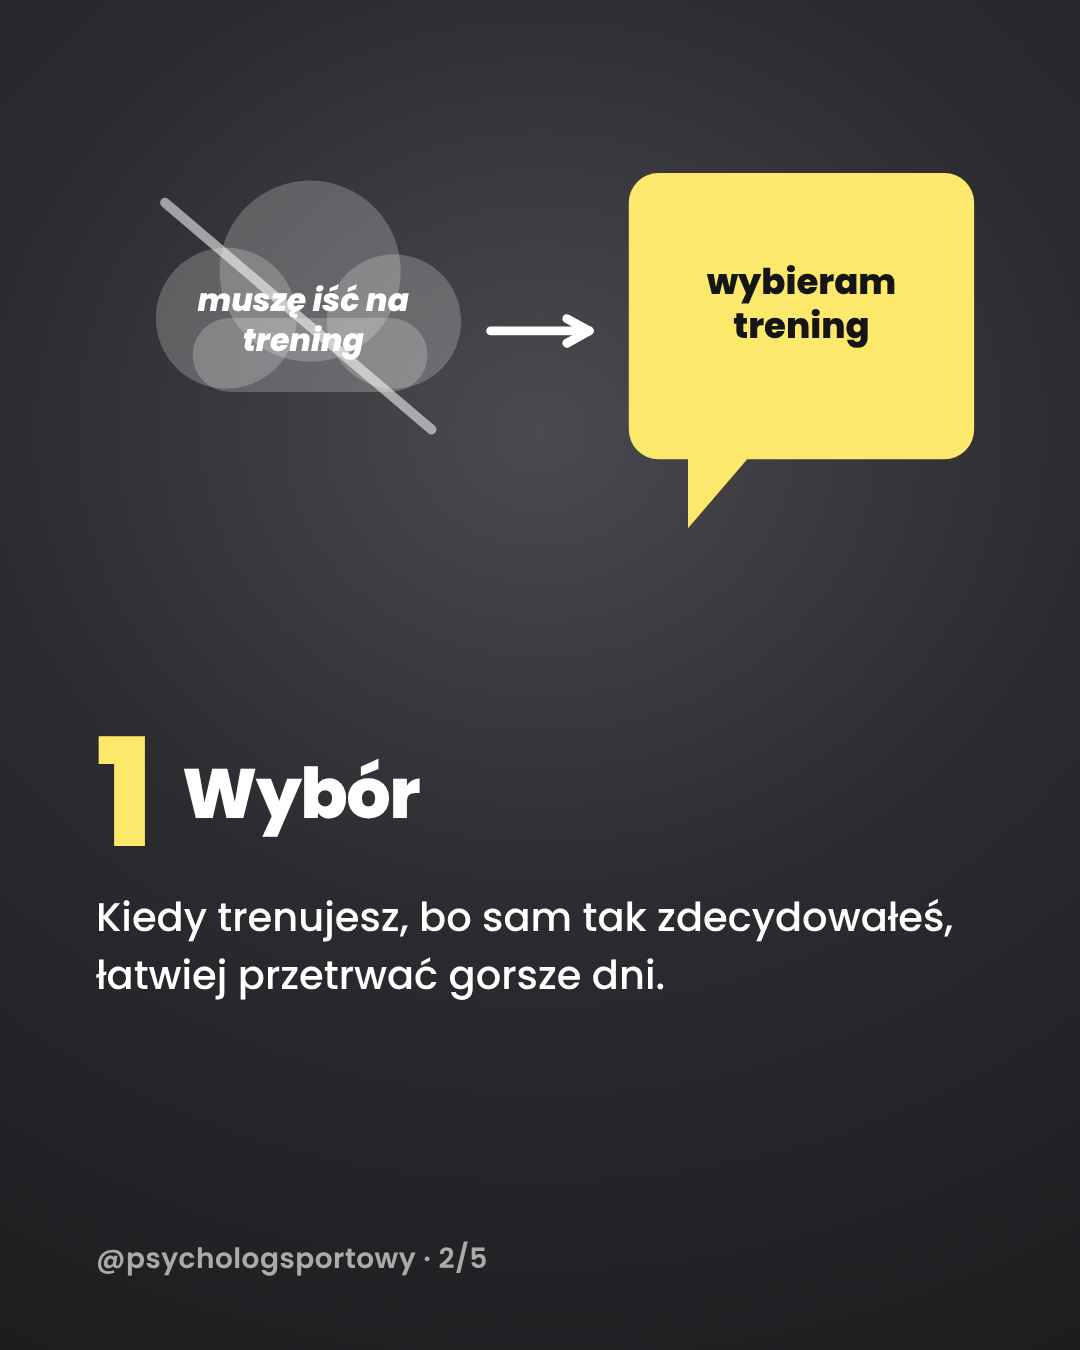 muszę iść na
trening
wybieram
trening
1 Wybór
Kiedy trenujesz, bo sam tak zdecydowałeś,
łatwiej przetrwać gorsze dni.
@psychologsportowy · 2/5